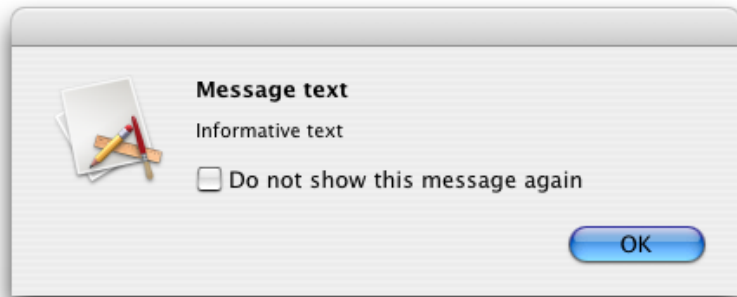 Message text
Informative text
Do not show this message again
OK